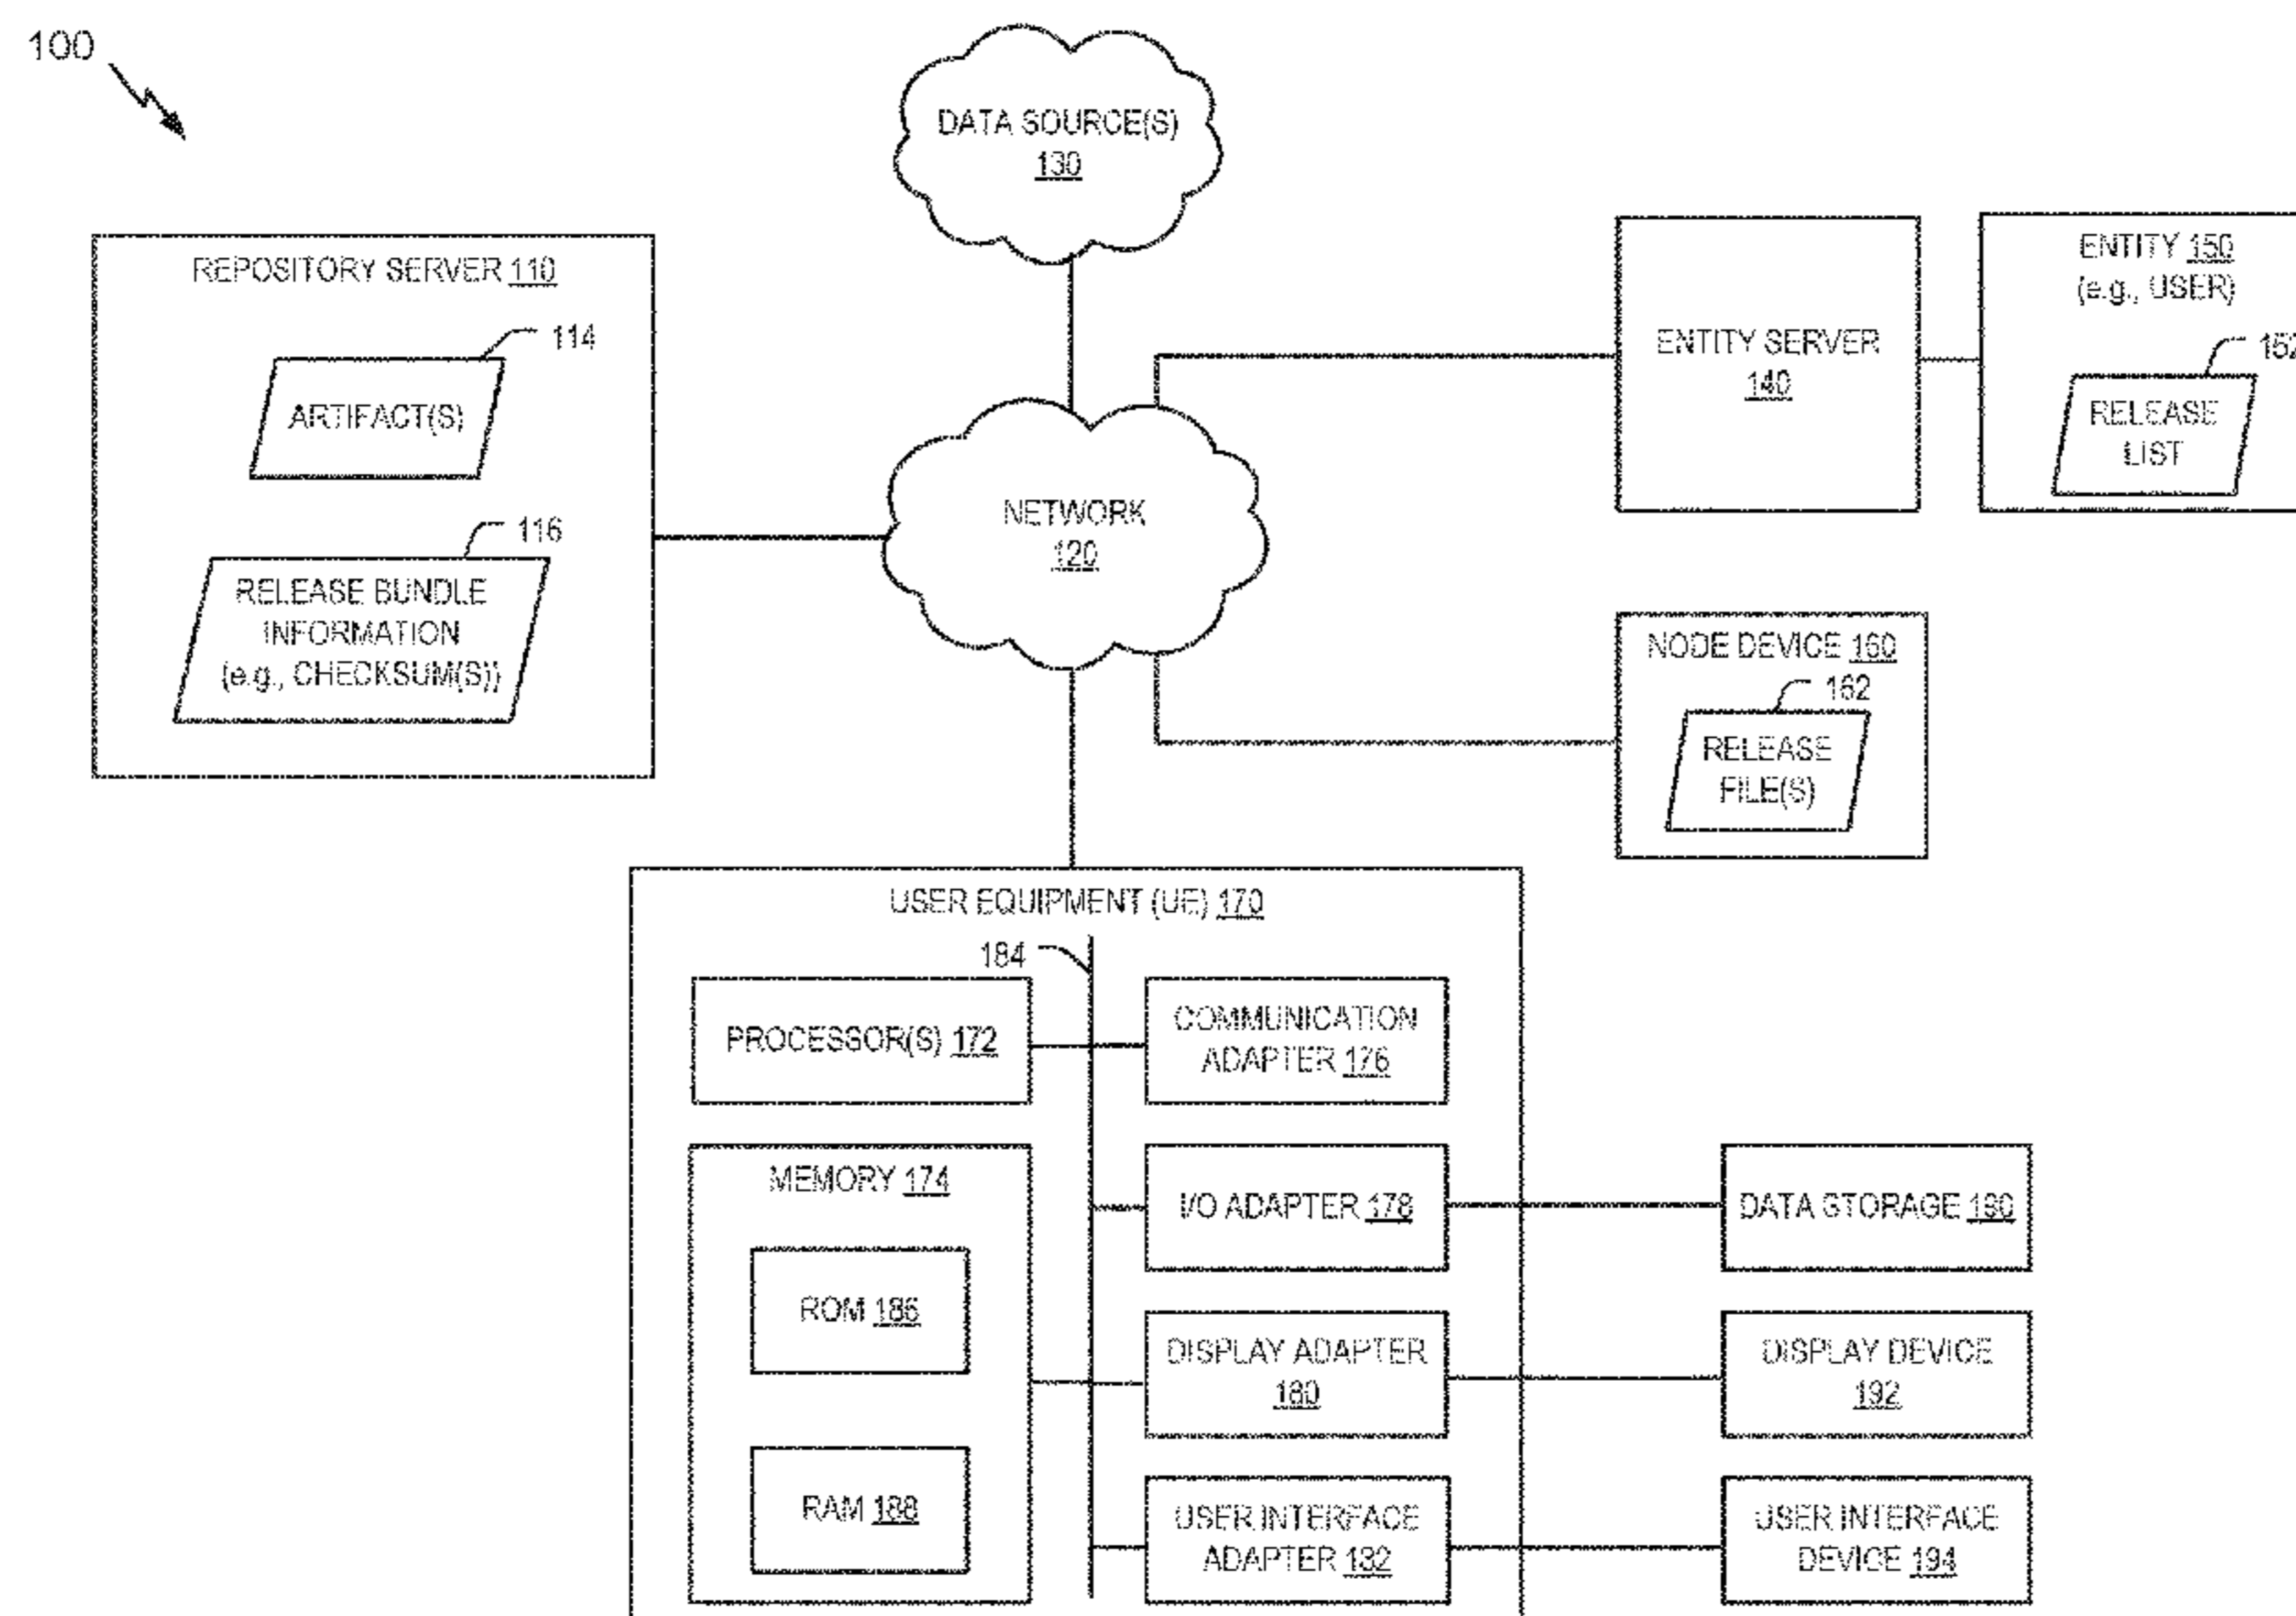 100
DATA SOURCE(S)
130
REPOSITORY SERVER 110
114
ARTIFACT(S)
116
RELEASE BUNDLE
INFORMATION
(e.g., CHECKSUM(S))
NETWORK
120
ENTITY SERVER
140
ENTITY 150
(e.g., USER)
152
RELEASE
LIST
NODE DEVICE 160
162
RELEASE
FILE(S)
USER EQUIPMENT (UE) 170
184
PROCESSOR(S) 172
COMMUNICATION
ADAPTER 176
MEMORY 174
ROM 186
RAM 188
I/O ADAPTER 178
DISPLAY ADAPTER
180
USER INTERFACE
ADAPTER 182
DATA STORAGE 190
DISPLAY DEVICE
192
USER INTERFACE
DEVICE 194